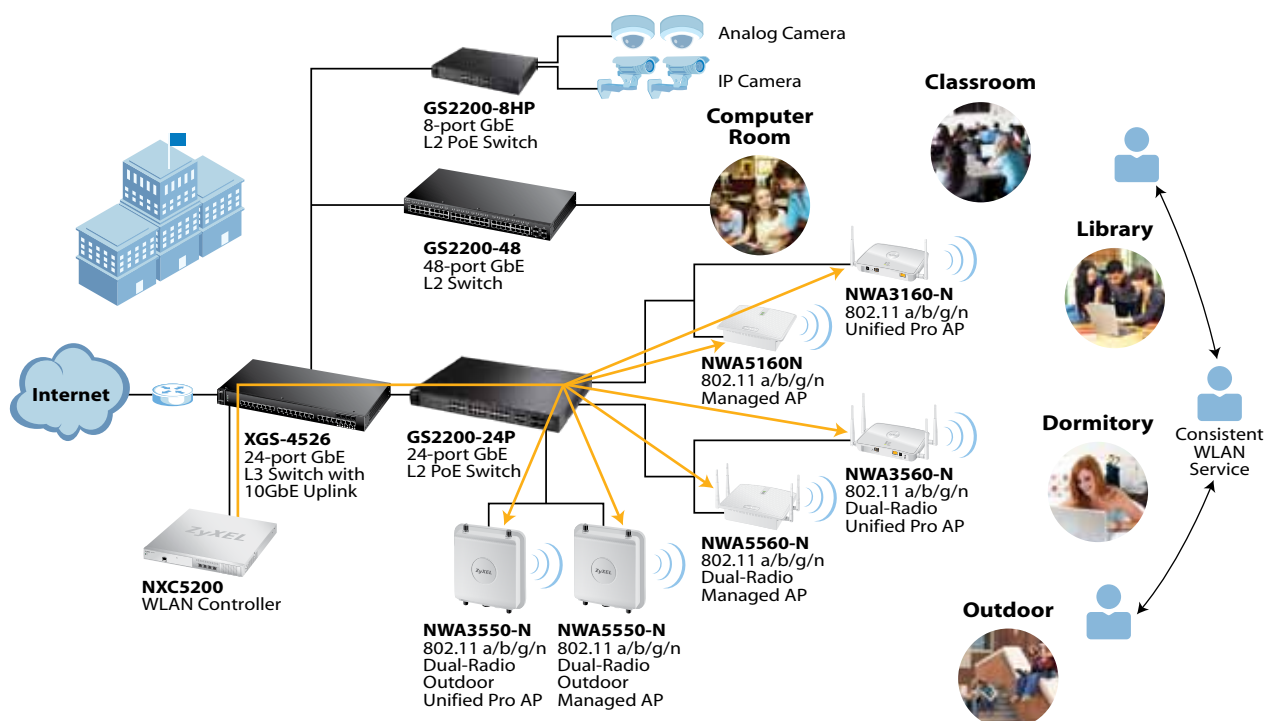 Analog Camera
IP Camera
GS2200-8HP
8-port GbE
L2 PoE Switch
Computer
Room
Classroom
GS2200-48
48-port GbE
L2 Switch
Library
NWA3160-N
802.11 a/b/g/n
Unified Pro AP
NWA5160N
802.11 a/b/g/n
Managed AP
Internet
XGS-4526
24-port GbE
L3 Switch with
10GbE Uplink
GS2200-24P
24-port GbE
L2 PoE Switch
Dormitory
Consistent
WLAN
Service
NWA3560-N
802.11 a/b/g/n
Dual-Radio
Unified Pro AP
NWA5560-N
802.11 a/b/g/n
Dual-Radio
Managed AP
ZyXEL
NXC5200
WLAN Controller
ZyXEL
ZyXEL
NWA3550-N
802.11 a/b/g/n
Dual-Radio
Outdoor
Unified Pro AP
NWA5550-N
802.11 a/b/g/n
Dual-Radio
Outdoor
Managed AP
Outdoor